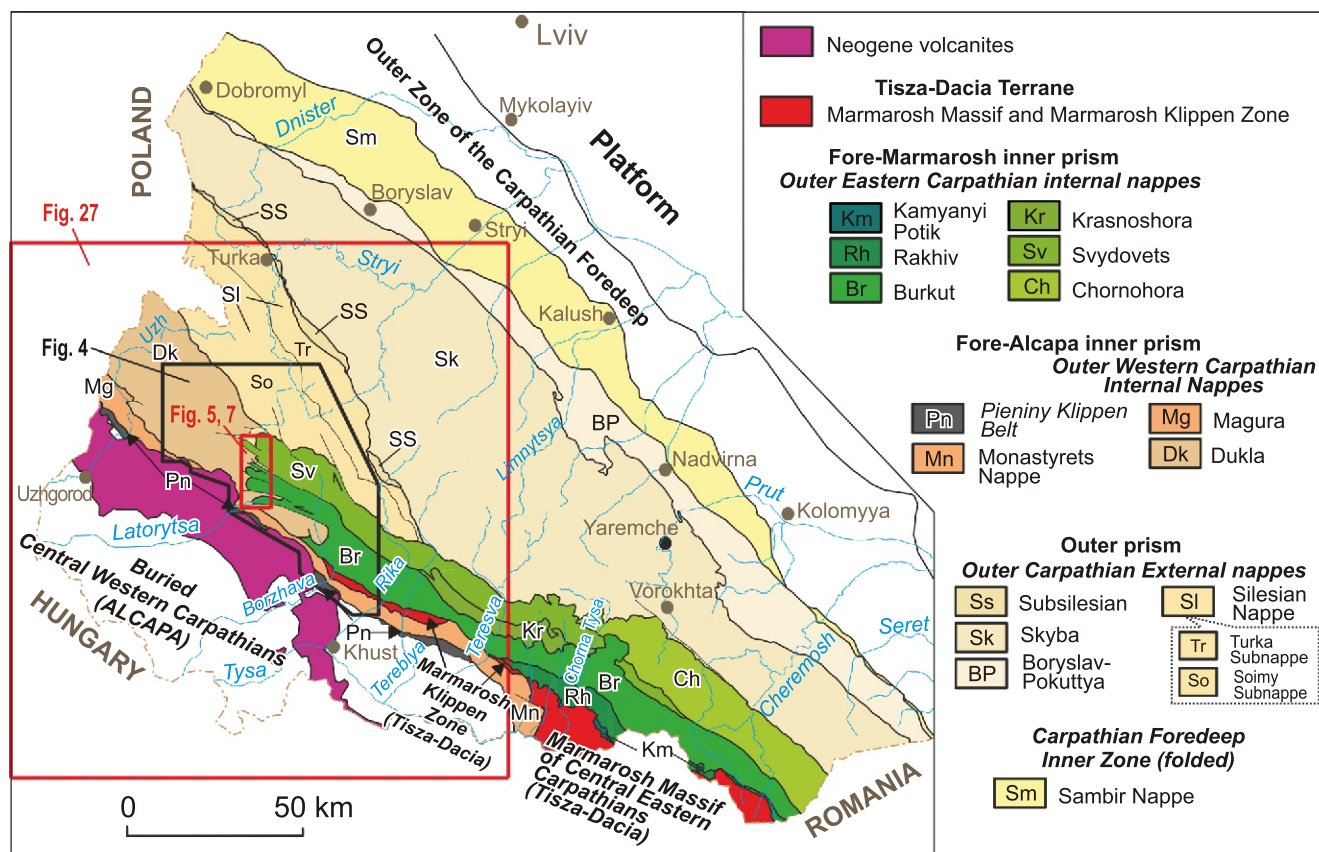 Lviv
Dobromyl
Mykolayiv
Dnister
Outer Zone of the Carpathian Foredeep
Platform
POLAND
Sm
Boryslav
Stryi
SS
Fig. 27
Turka
Stryi
Sl
SS
Kalush
Uzh
Fig. 4
Dk
Tr
Sk
So
Mg
Fig. 5, 7
SS
BP
Limnytsya
Sv
Nadvirna
Pn
Prut
Uzhgorod
Kolomyya
Latorytsa
Yaremche
Br
Rika
Buried
Central Western Carpathians
(ALCAPA)
Borzhava
Vorokhta
HUNGARY
Pn
Khust
Teresva
Kr
Chorna Tysa
Seret
Tysa
Tereblya
Br
Ch
Cheremosh
Rh
Marmarosh
Klippen
Zone
(Tisza-Dacia)
Mn
Km
Marmarosh Massif
of Central Eastern
Carpathians
(Tisza-Dacia)
ROMANIA
0 50 km
Neogene volcanites
Tisza-Dacia Terrane
Marmarosh Massif and Marmarosh Klippen Zone
Fore-Marmarosh inner prism
Outer Eastern Carpathian internal nappes
Km Kamyanyi
Potik
Kr Krasnoshora
Rh Rakhiv
Sv Svydovets
Br Burkut
Ch Chornohora
Fore-Alcapa inner prism
Outer Western Carpathian
Internal Nappes
Pn Pieniny Klippen
Belt
Mg Magura
Mn Monastyrets
Nappe
Dk Dukla
Outer prism
Outer Carpathian External nappes
Ss Subsilesian
Sl Silesian
Nappe
Sk Skyba
Tr Turka
Subnappe
BP Boryslav-
Pokuttya
So Soimy
Subnappe
Carpathian Foredeep
Inner Zone (folded)
Sm Sambir Nappe